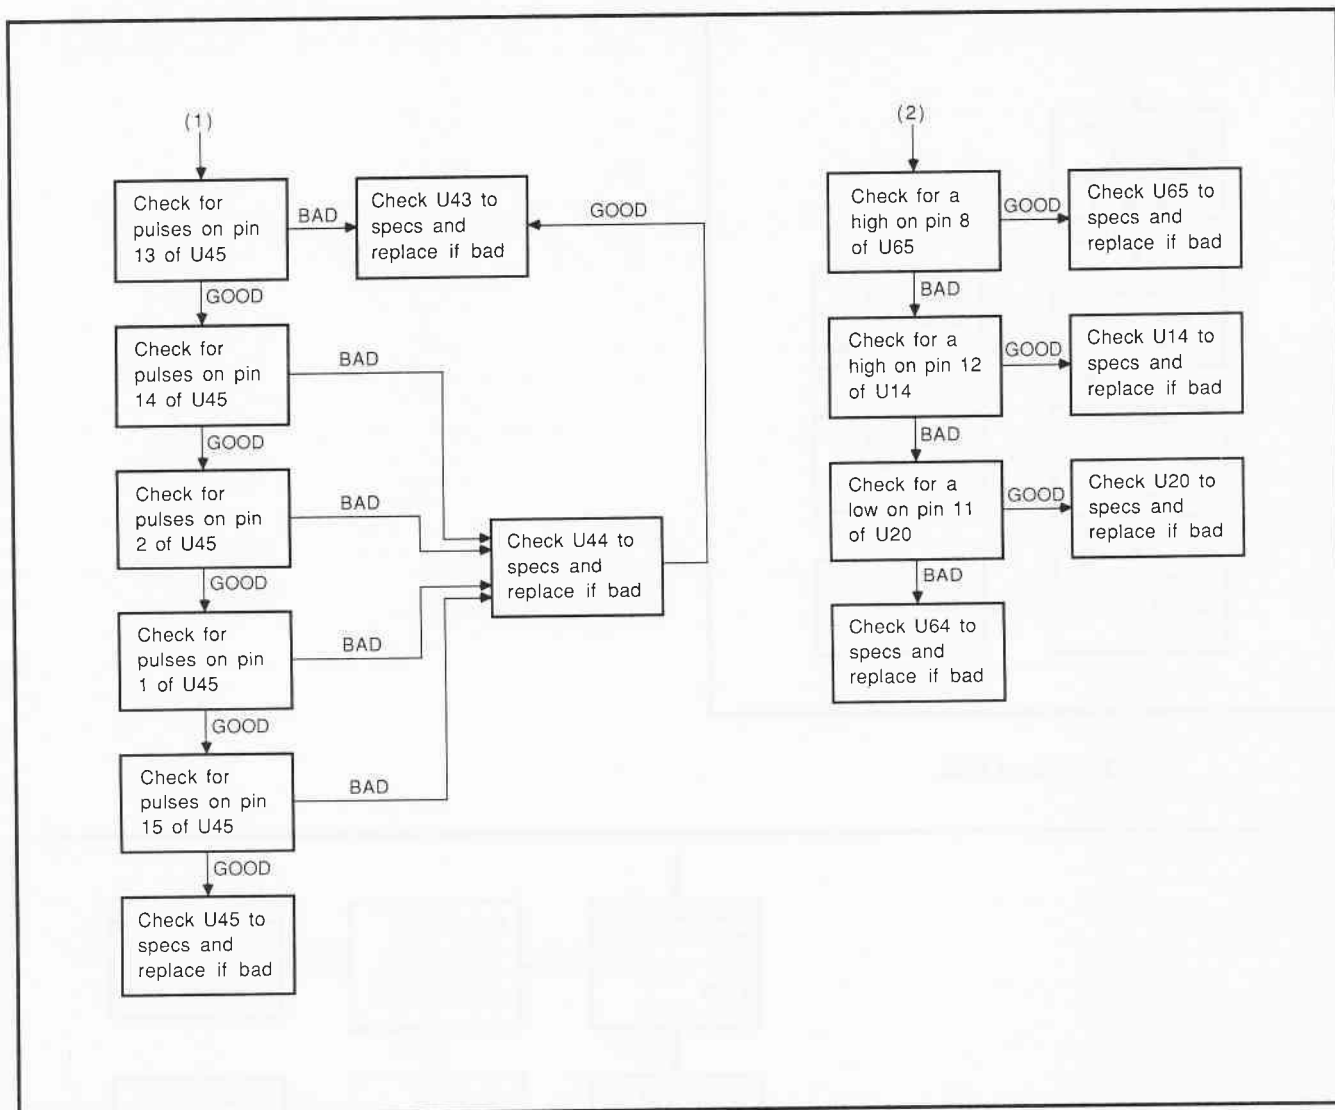 (1)
Check for
pulses on pin
13 of U45
BAD
Check U43 to
specs and
replace if bad
GOOD
GOOD
Check for
pulses on pin
14 of U45
BAD
GOOD
Check for
pulses on pin
2 of U45
BAD
Check U44 to
specs and
replace if bad
GOOD
Check for
pulses on pin
1 of U45
BAD
GOOD
Check for
pulses on pin
15 of U45
BAD
GOOD
Check U45 to
specs and
replace if bad
(2)
Check for a
high on pin 8
of U65
GOOD
Check U65 to
specs and
replace if bad
BAD
Check for a
high on pin 12
of U14
GOOD
Check U14 to
specs and
replace if bad
BAD
Check for a
low on pin 11
of U20
GOOD
Check U20 to
specs and
replace if bad
BAD
Check U64 to
specs and
replace if bad